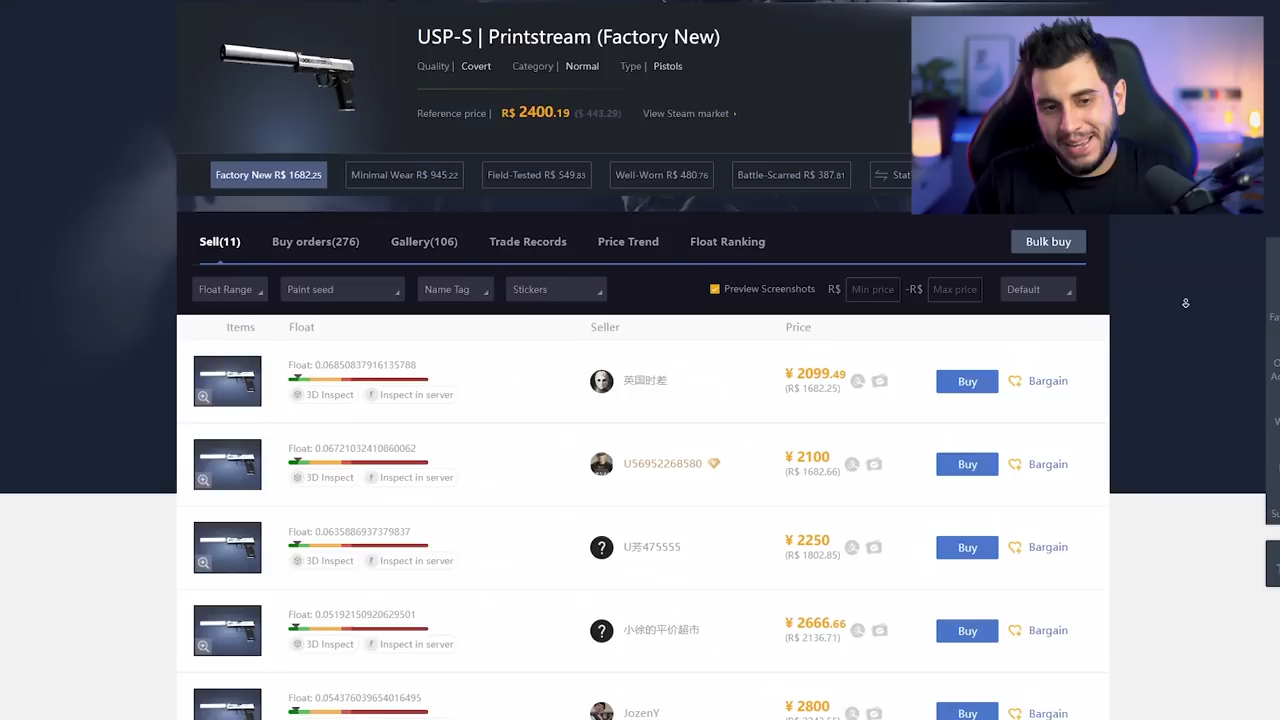 USP-S | Printstream (Factory New)
Quality | Covert Category | Normal Type | Pistols
Reference price | R$ 2400.19 ($ 443.29) View Steam market
Factory New R$ 1682.25 Minimal Wear R$ 945.22 Field-Tested R$ 549.83 Well-Worn R$ 480.76 Battle-Scarred R$ 387.81 Stat
Sell(11) Buy orders(276) Gallery(106) Trade Records Price Trend Float Ranking Bulk buy
Float Range Paint seed Name Tag Stickers Preview Screenshots R$ Min price -R$ Max price Default
Items Float Seller Price
Float: 0.06850837916135788
3D Inspect Inspect in server
英国时差
¥ 2099.49
(R$ 1682.25)
Buy Bargain
Float: 0.06721032410860062
3D Inspect Inspect in server
U56952268580
¥ 2100
(R$ 1682.66)
Buy Bargain
Float: 0.0635886937379837
3D Inspect Inspect in server
U芳475555
¥ 2250
(R$ 1802.85)
Buy Bargain
Float: 0.05192150920629501
3D Inspect Inspect in server
小徐的平价超市
¥ 2666.66
(R$ 2136.71)
Buy Bargain
Float: 0.054376039654016495
JozenY
¥ 2800
Buy Bargain